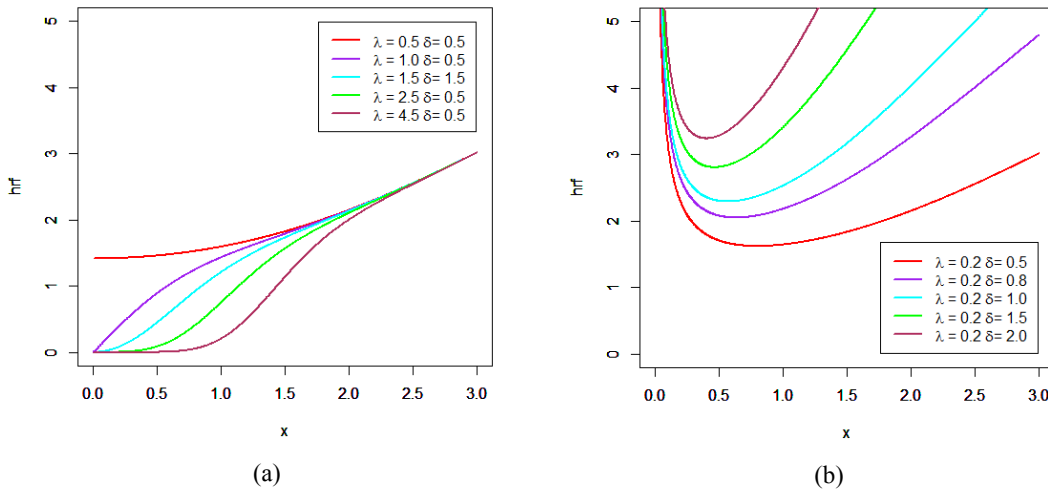 5
4
3
2
1
0
hrf
λ = 0.5 δ= 0.5
λ = 1.0 δ= 0.5
λ = 1.5 δ= 1.5
λ = 2.5 δ= 0.5
λ = 4.5 δ= 0.5
0.0 0.5 1.0 1.5 2.0 2.5 3.0
x
(a)
5
4
3
2
1
0
hrf
λ = 0.2 δ= 0.5
λ = 0.2 δ= 0.8
λ = 0.2 δ= 1.0
λ = 0.2 δ= 1.5
λ = 0.2 δ= 2.0
0.0 0.5 1.0 1.5 2.0 2.5 3.0
x
(b)